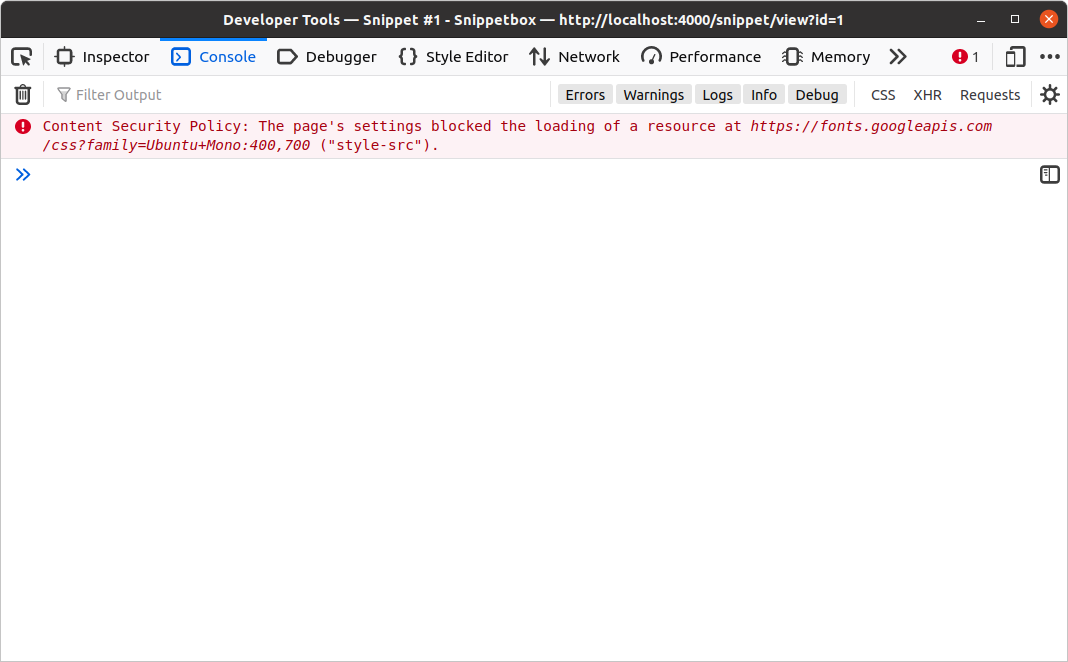 Developer Tools — Snippet #1 - Snippetbox — http://localhost:4000/snippet/view?id=1
Inspector Console Debugger Style Editor Network Performance Memory 1
Filter Output Errors Warnings Logs Info Debug CSS XHR Requests
Content Security Policy: The page's settings blocked the loading of a resource at https://fonts.googleapis.com
/css?family=Ubuntu+Mono:400,700 ("style-src").